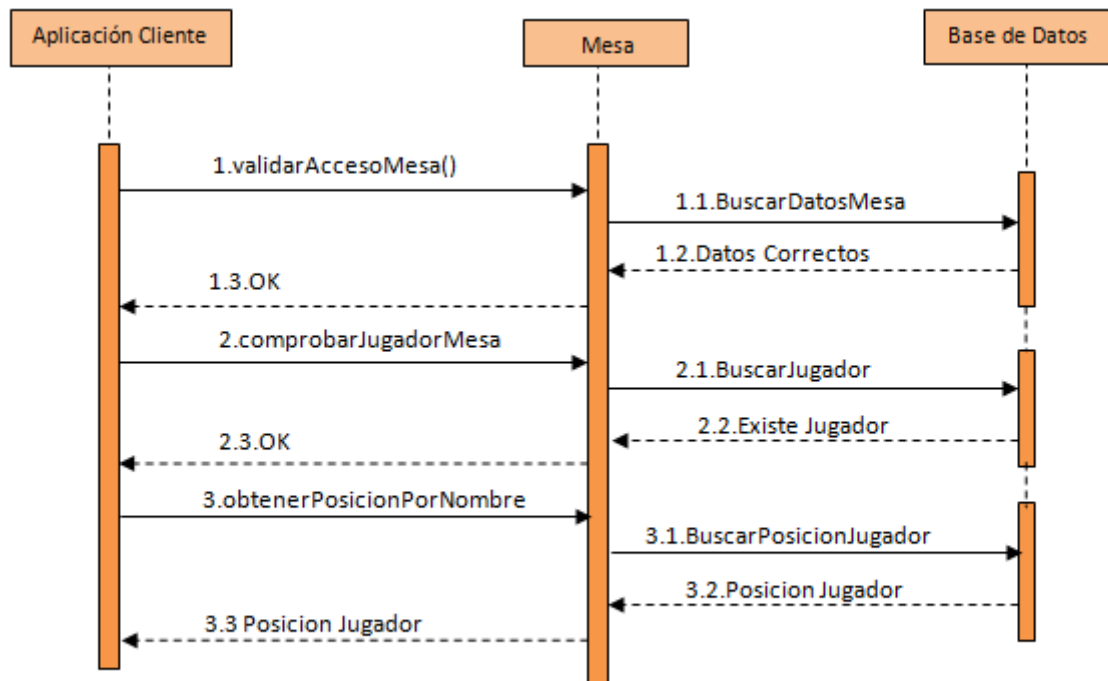 Aplicación Cliente
Mesa
Base de Datos
1.validarAccesoMesa()
1.1.BuscarDatosMesa
1.2.Datos Correctos
1.3.OK
2.comprobarJugadorMesa
2.1.BuscarJugador
2.2.Existe Jugador
2.3.OK
3.obtenerPosicionPorNombre
3.1.BuscarPosicionJugador
3.2.Posicion Jugador
3.3 Posicion Jugador